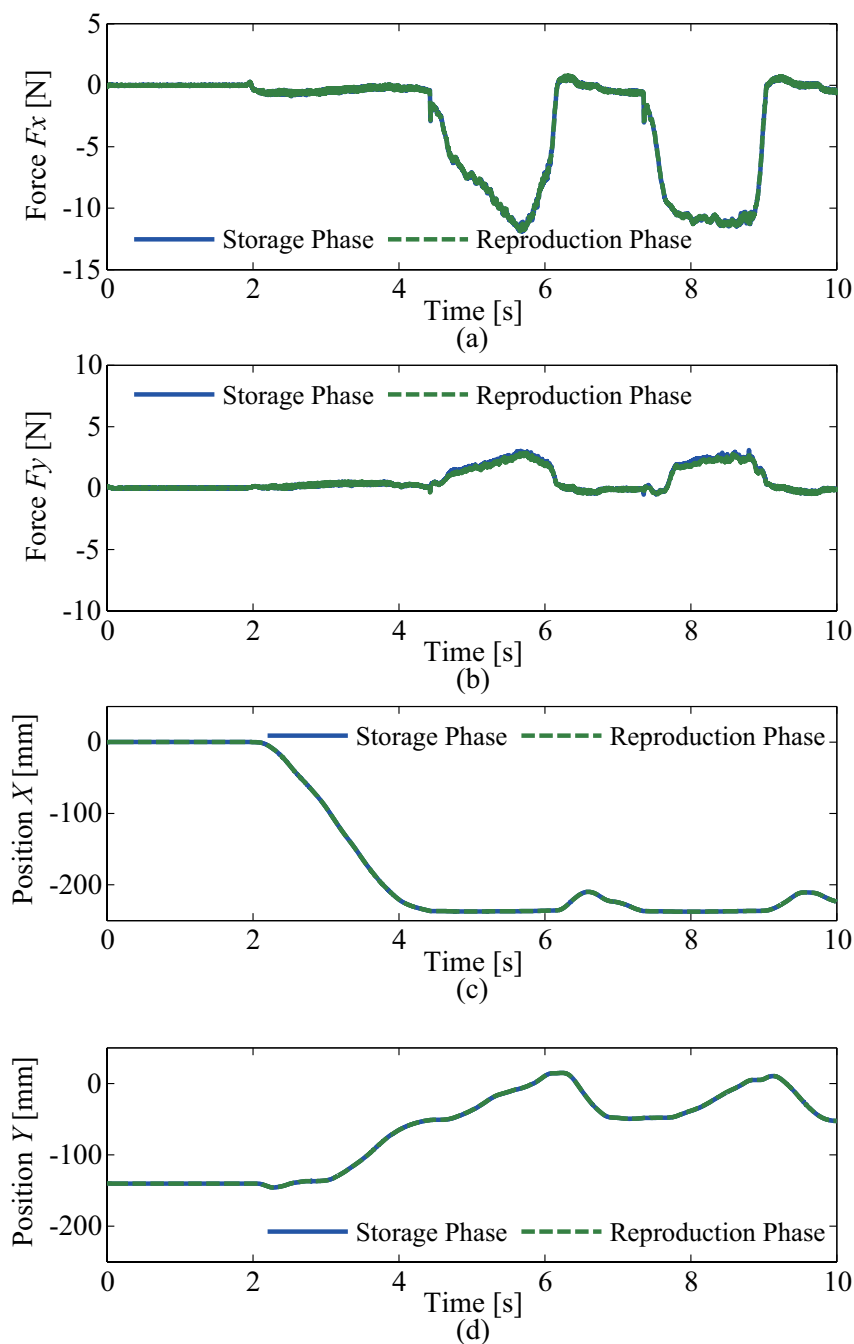 5
0
-5
-10
-15
Force Fx [N]
Storage Phase Reproduction Phase
0 2 4 6 8 10
Time [s]
(a)
10
5
0
-5
-10
Force Fy [N]
Storage Phase Reproduction Phase
0 2 4 6 8 10
Time [s]
(b)
0
-100
-200
Position X [mm]
Storage Phase Reproduction Phase
0 2 4 6 8 10
Time [s]
(c)
0
-100
-200
Position Y [mm]
Storage Phase Reproduction Phase
0 2 4 6 8 10
Time [s]
(d)